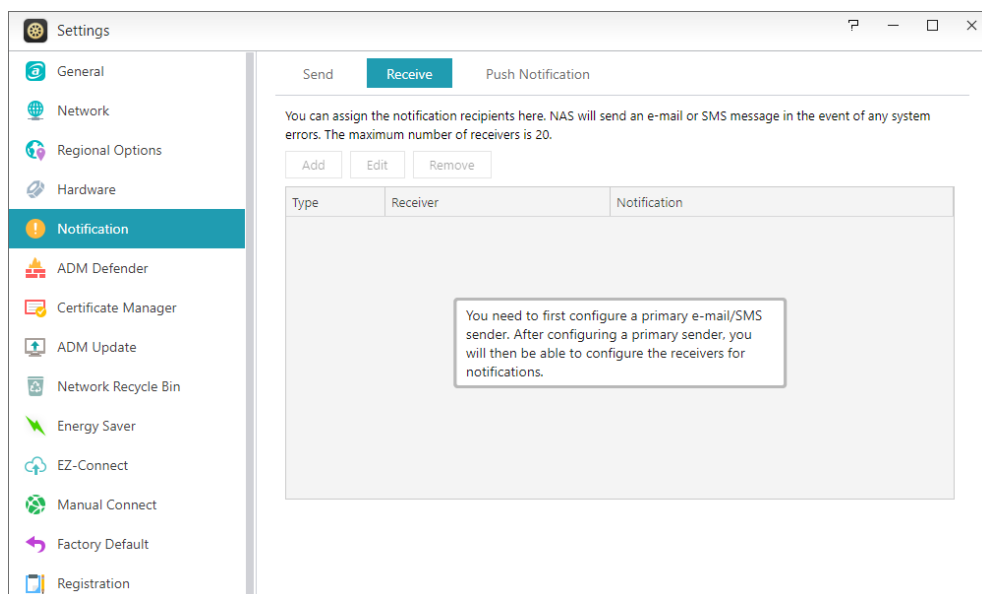 Settings
General
Network
Regional Options
Hardware
Notification
ADM Defender
Certificate Manager
ADM Update
Network Recycle Bin
Energy Saver
EZ-Connect
Manual Connect
Factory Default
Registration
Send Receive Push Notification
You can assign the notification recipients here. NAS will send an e-mail or SMS message in the event of any system
errors. The maximum number of receivers is 20.
Add Edit Remove
Type Receiver Notification
You need to first configure a primary e-mail/SMS
sender. After configuring a primary sender, you
will then be able to configure the receivers for
notifications.